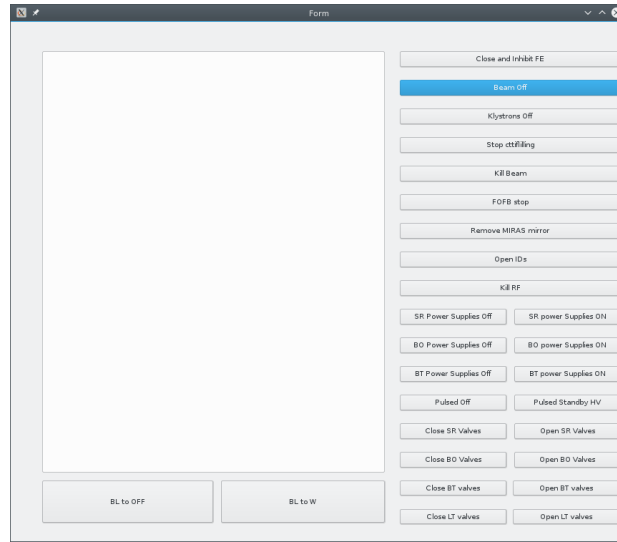 Form
Close and Inhibit FE
Beam Off
Klystrons Off
Stop cttiflilling
Kill Beam
FOFB stop
Remove MIRAS mirror
Open IDs
Kill RF
SR Power Supplies Off SR power Supplies ON
BO Power Supplies Off BO power Supplies ON
BT Power Supplies Off BT power Supplies ON
Pulsed Off Pulsed Standby HV
Close SR Valves Open SR Valves
Close BO Valves Open BO Valves
Close BT valves Open BT valves
BL to OFF BL to W
Close LT valves Open LT valves